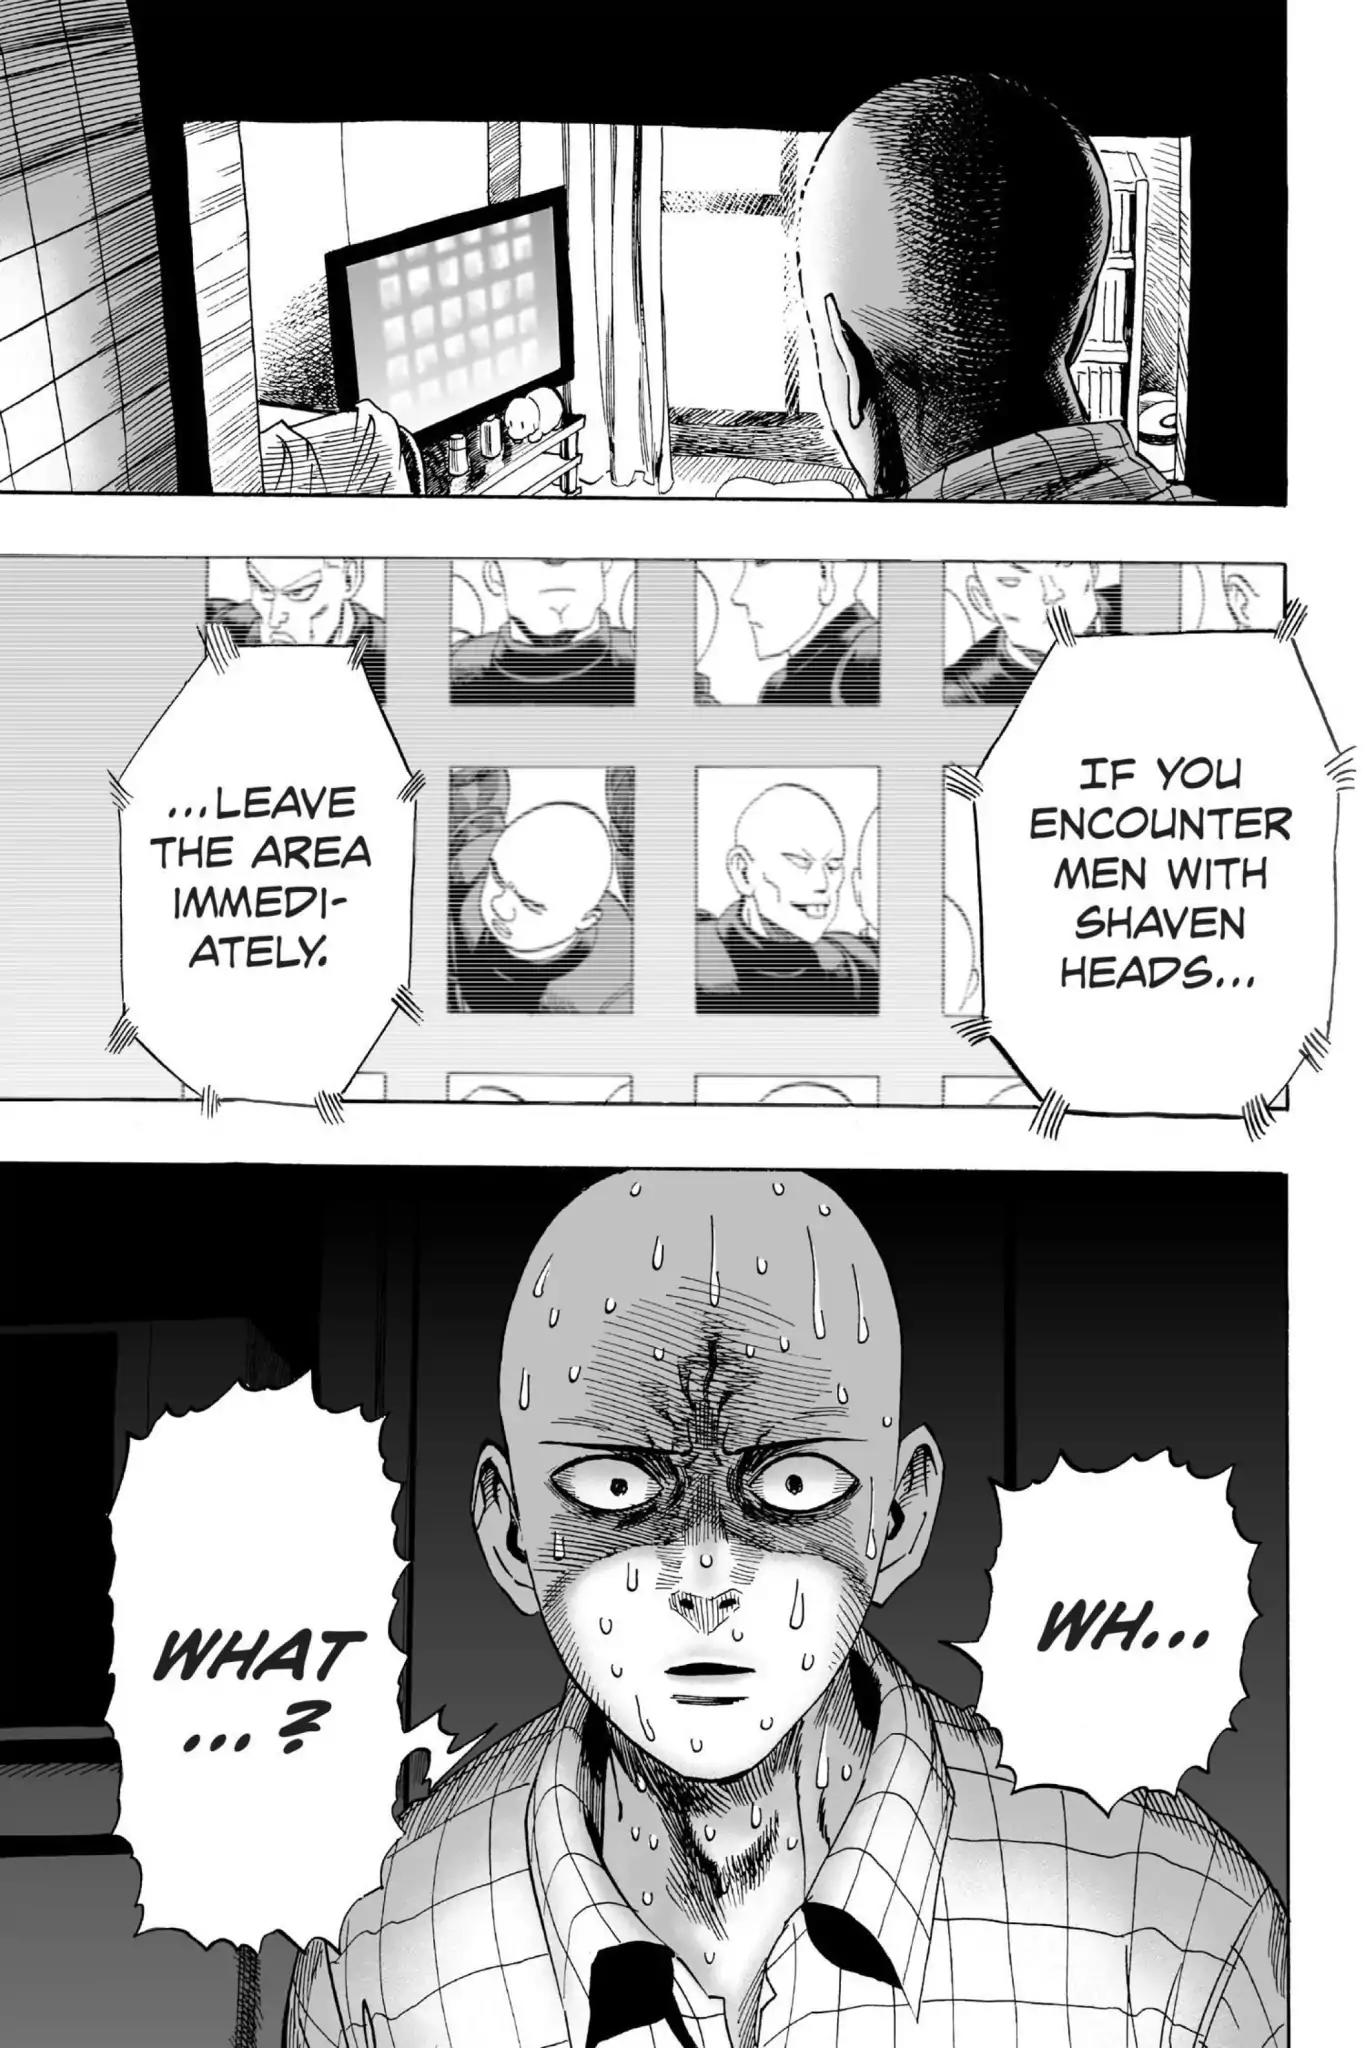 IF YOU
ENCOUNTER
MEN WITH
SHAVEN
HEADS...
...LEAVE
THE AREA
IMMEDI-
ATELY.
WH...
WHAT
...?